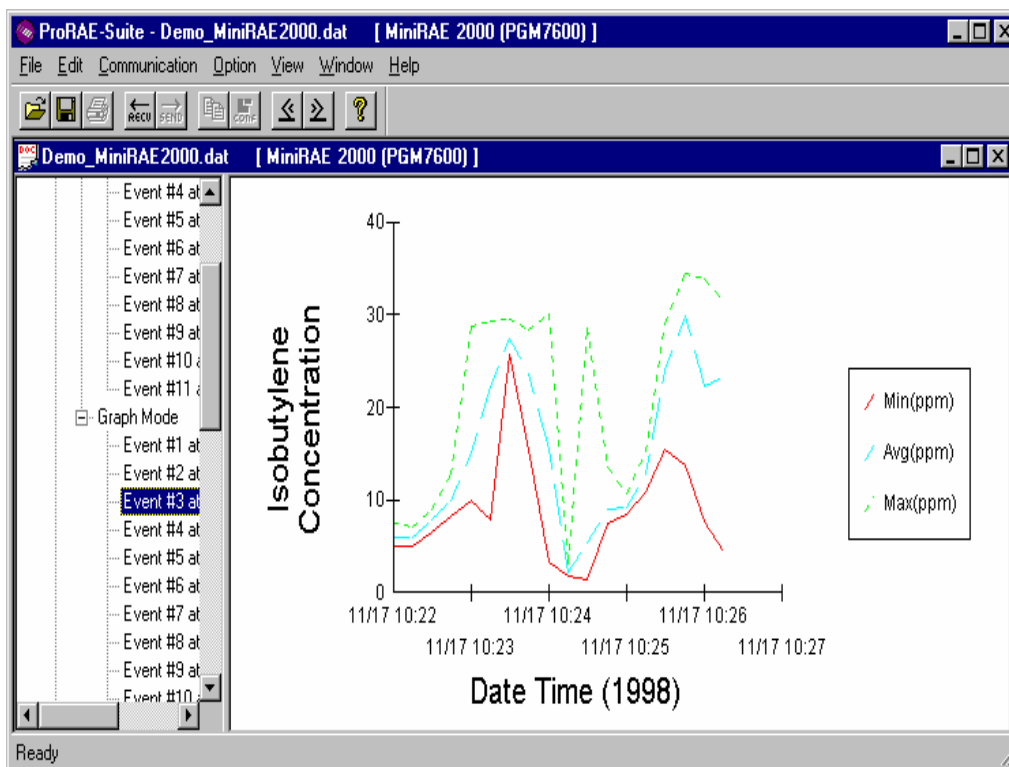 ProRAE-Suite - Demo_MiniRAE2000.dat [ MiniRAE 2000 (PGM7600) ]
File Edit Communication Option View Window Help
RECV SEND CONF ?
DOC Demo_MiniRAE2000.dat [ MiniRAE 2000 (PGM7600) ]
Event #4 at
Event #5 at
Event #6 at
Event #7 at
Event #8 at
Event #9 at
Event #10 a
Event #11 a
Graph Mode
Event #1 at
Event #2 at
Event #3 at
Event #4 at
Event #5 at
Event #6 at
Event #7 at
Event #8 at
Event #9 at
Event #10
Isobutylene
Concentration
40
30
20
10
0
11/17 10:22 11/17 10:24 11/17 10:26
11/17 10:23 11/17 10:25 11/17 10:27
Date Time (1998)
Min(ppm)
Avg(ppm)
Max(ppm)
Ready